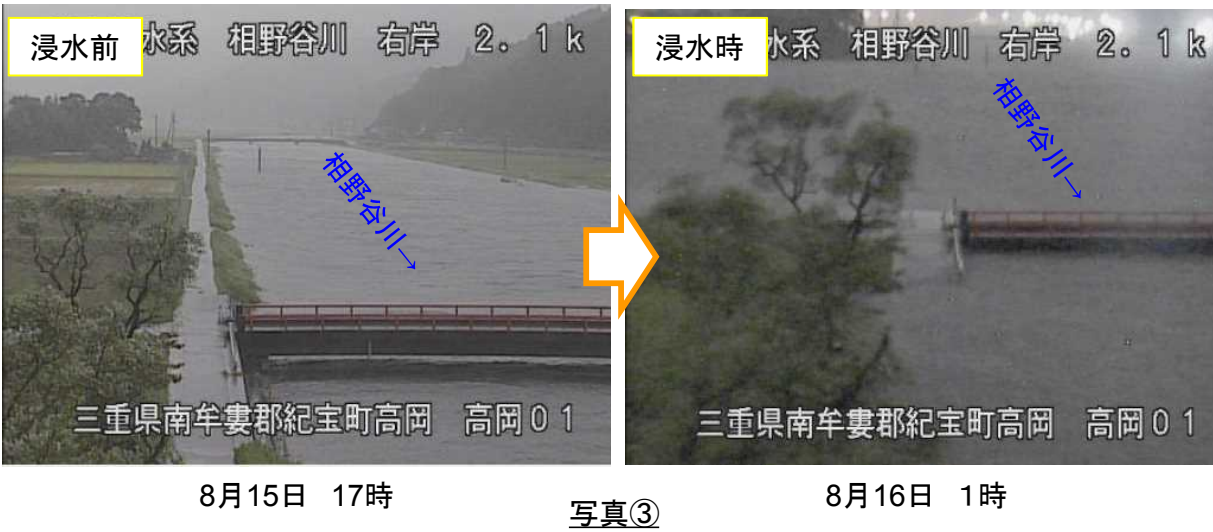 浸水前
水系 相野谷川 右岸 2.1k
相野谷川→
三重県南牟婁郡紀宝町高岡 高岡01
8月15日 17時
浸水時
水系 相野谷川 右岸 2.1k
相野谷川→
三重県南牟婁郡紀宝町高岡 高岡01
8月16日 1時
写真③